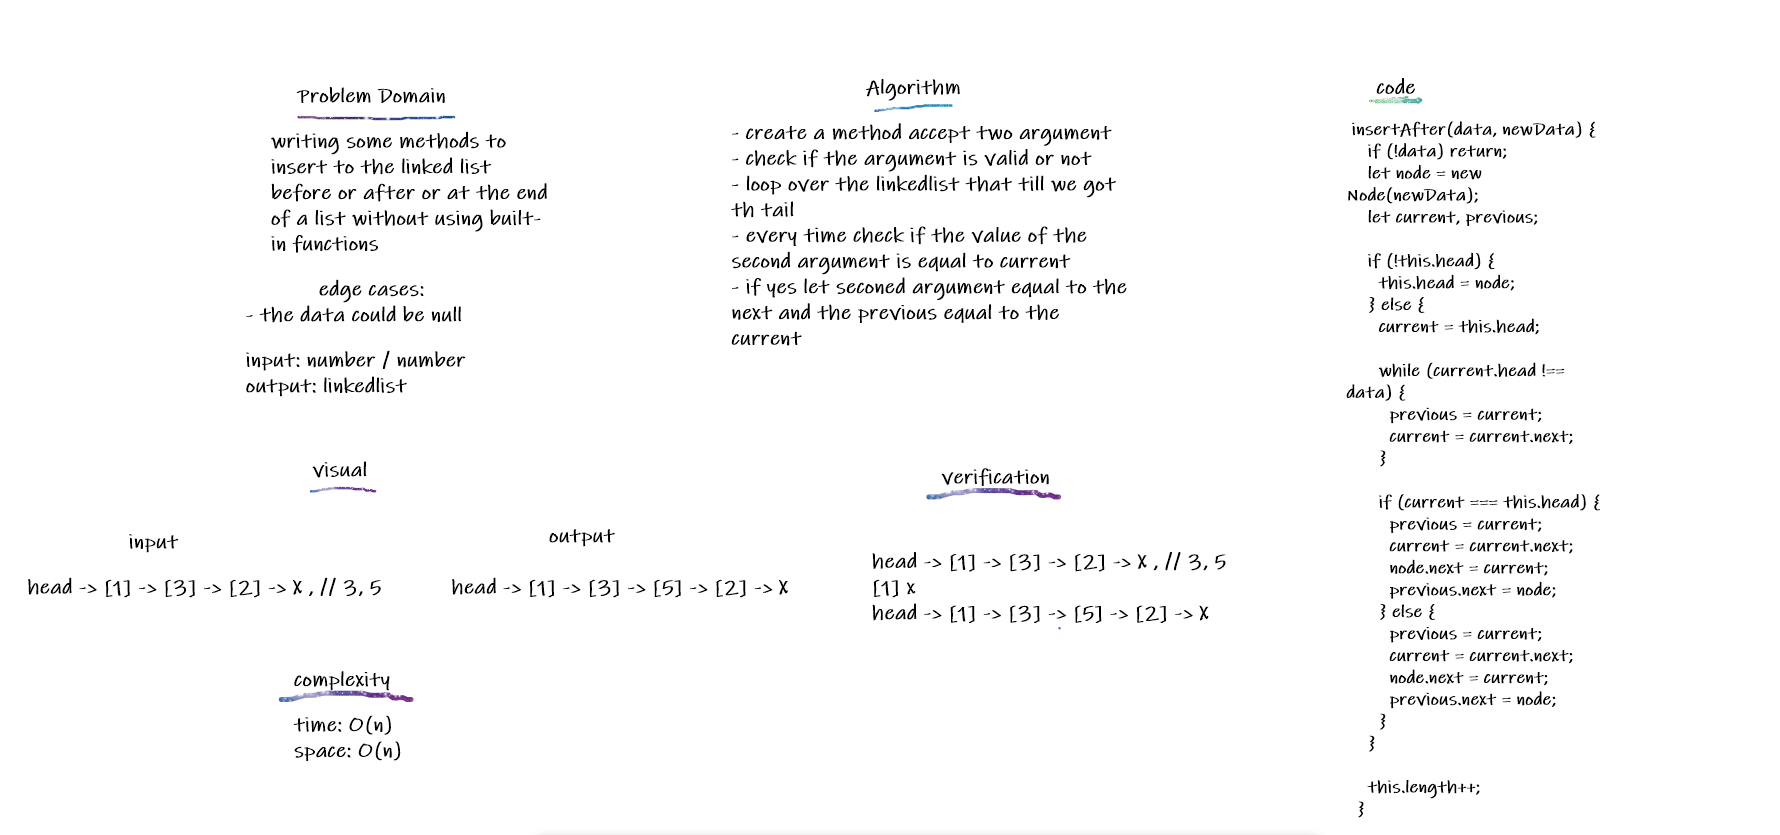 Problem Domain
writing some methods to
insert to the linked list
before or after or at the end
of a list without using built-
in functions
edge cases:
- the data could be null
input: number / number
output: linkedlist
Algorithm
- create a method accept two argument
- check if the argument is valid or not
- loop over the linkedlist that till we got
th tail
- every time check if the value of the
second argument is equal to current
- if yes let seconed argument equal to the
next and the previous equal to the
current
code
insertAfter(data, newData) {
if (!data) return;
let node = new
Node(newData);
let current, previous;
if (!this.head) {
this.head = node;
} else {
current = this.head;
while (current.head !==
data) {
previous = current;
current = current.next;
}
if (current === this.head) {
previous = current;
current = current.next;
node.next = current;
previous.next = node;
} else {
previous = current;
current = current.next;
node.next = current;
previous.next = node;
}
}
this.length++;
}
visual
input
head -> [1] -> [3] -> [2] -> X , // 3, 5
output
head -> [1] -> [3] -> [5] -> [2] -> X
verification
head -> [1] -> [3] -> [2] -> X , // 3, 5
[1] x
head -> [1] -> [3] -> [5] -> [2] -> X
complexity
time: O(n)
space: O(n)